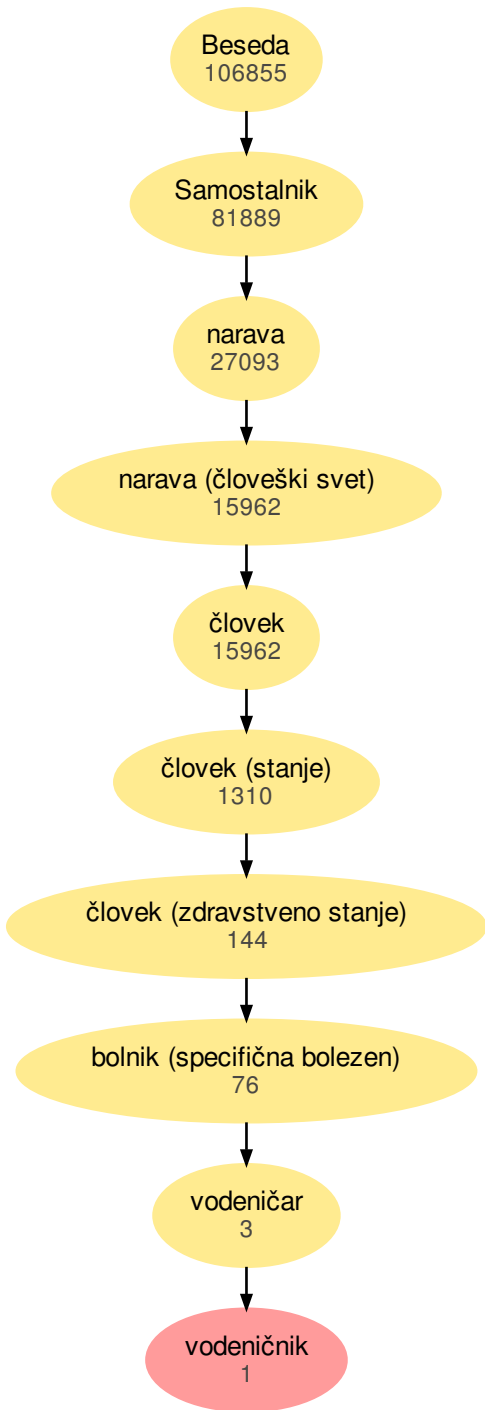 Beseda
106855
Samostalnik
81889
narava
27093
narava (človeški svet)
15962
človek
15962
človek (stanje)
1310
človek (zdravstveno stanje)
144
bolnik (specifična bolezen)
76
vodeničar
3
vodeničnik
1